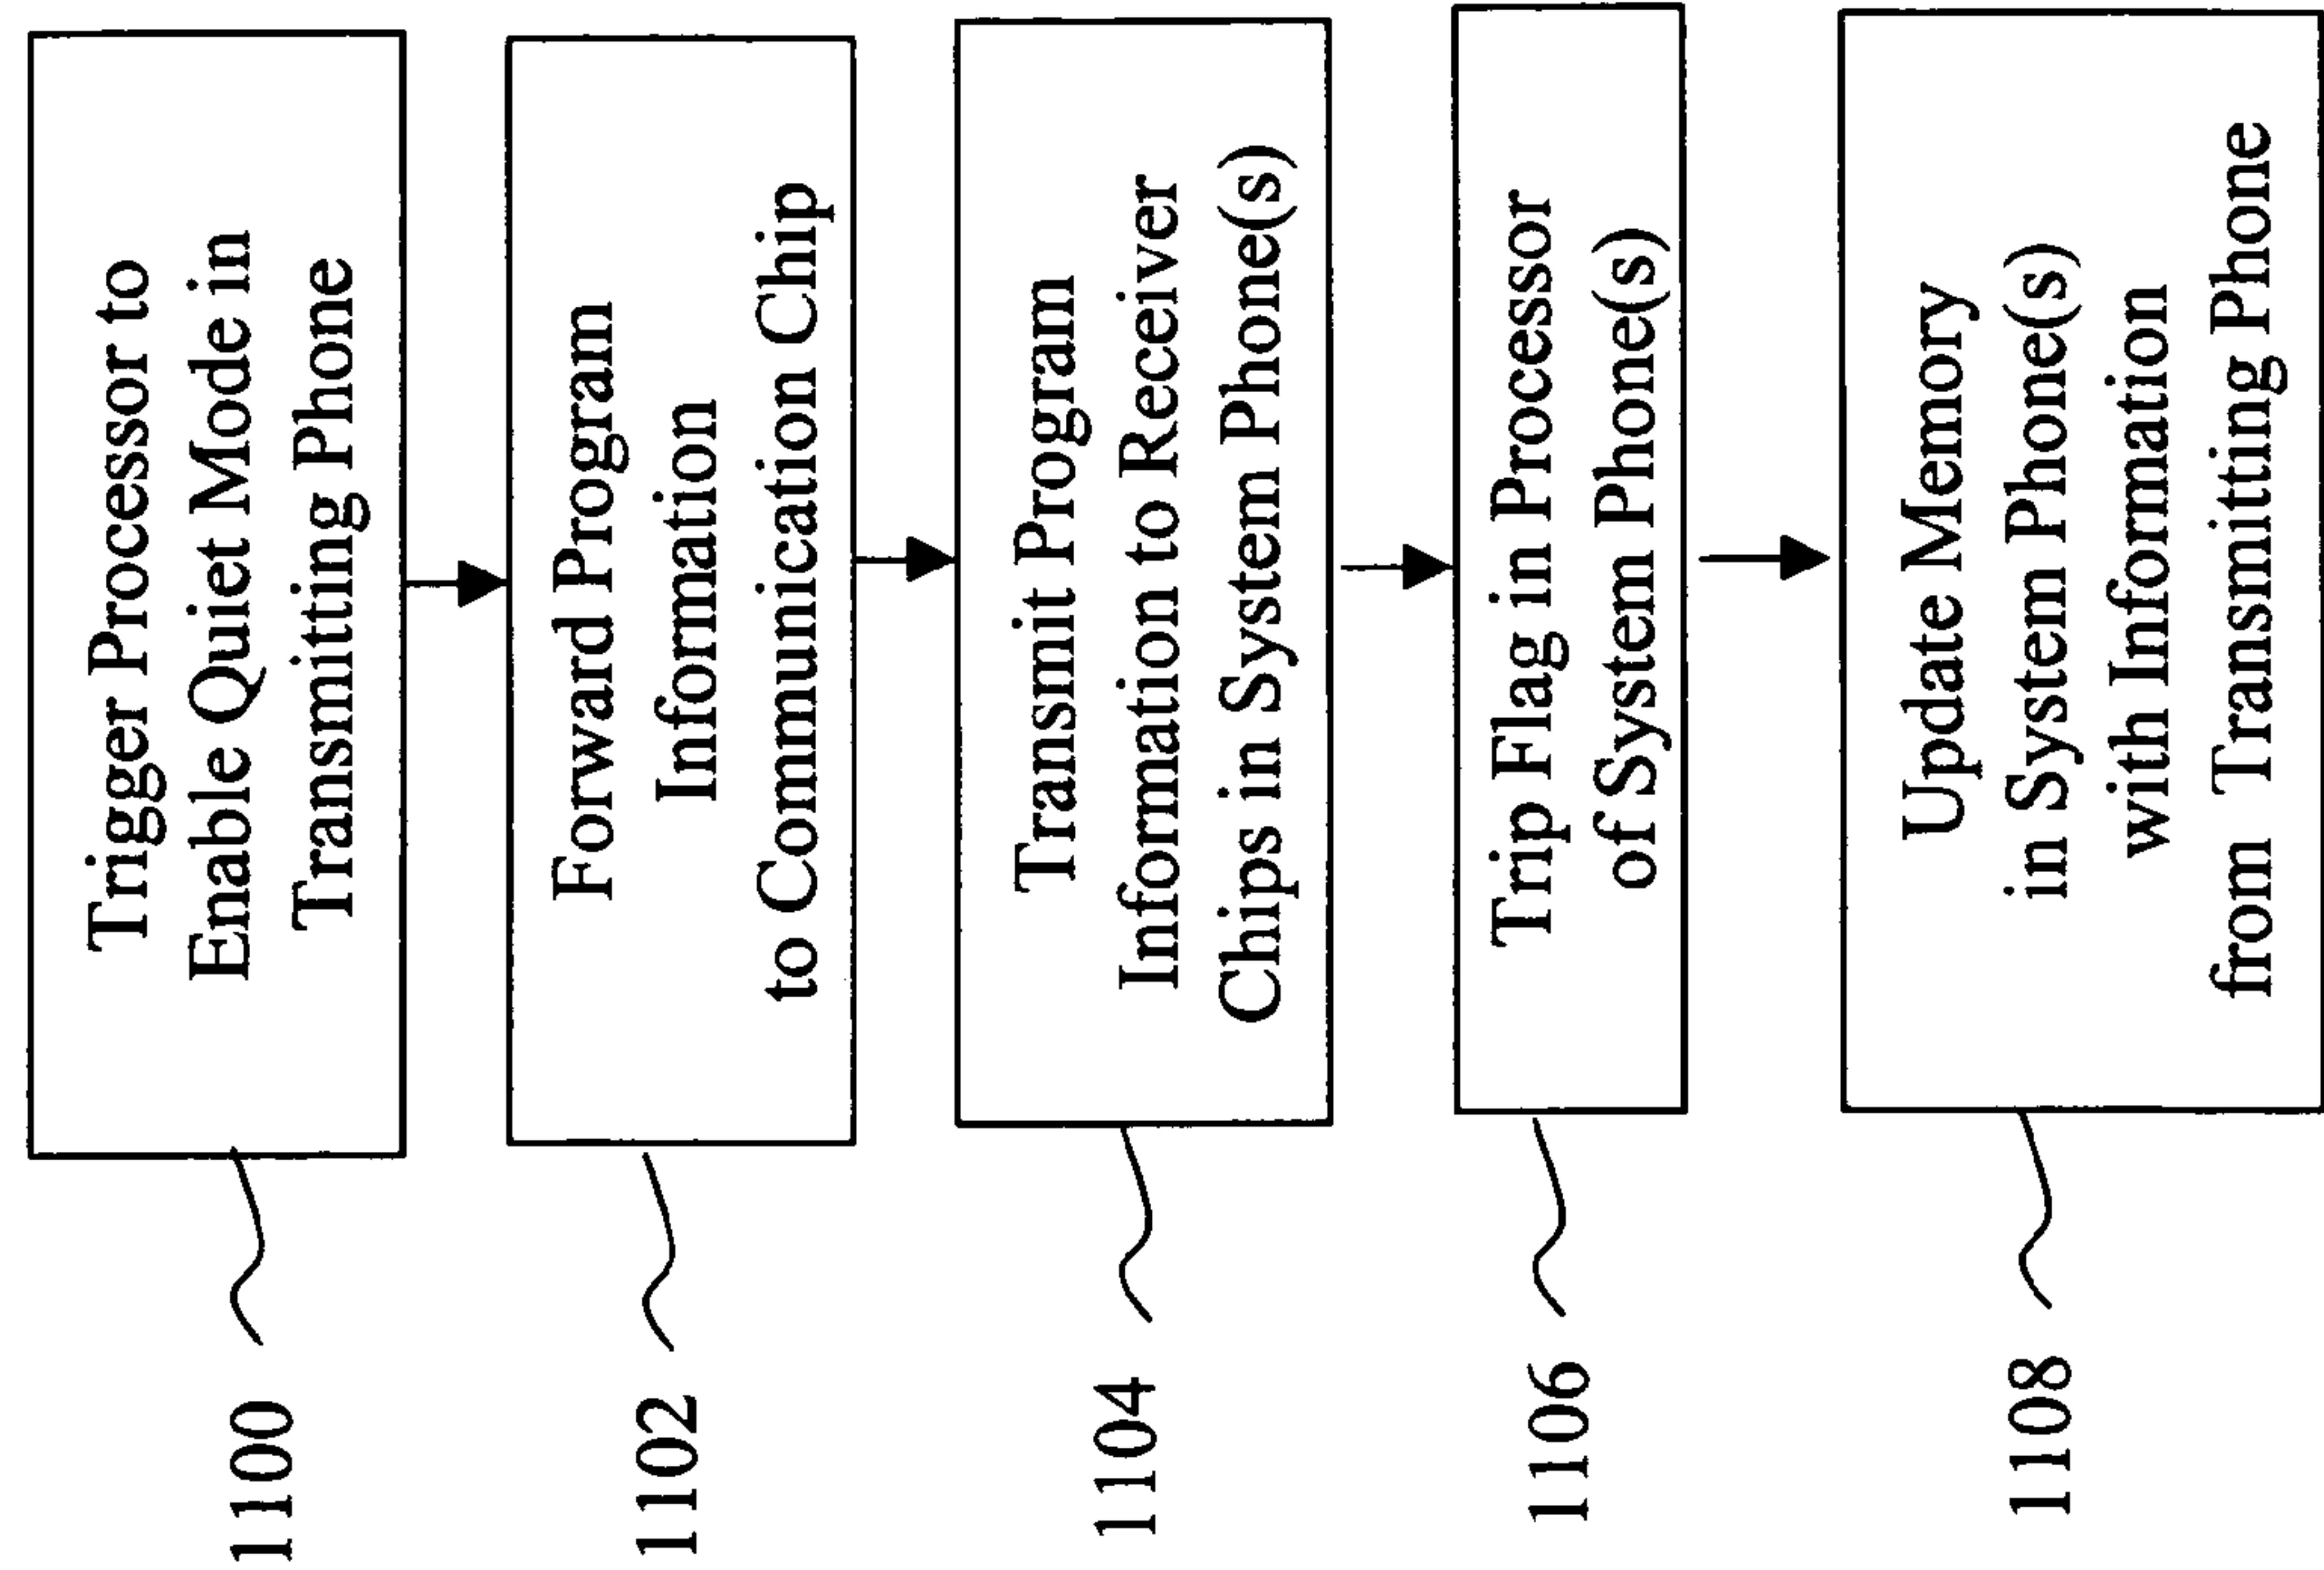 1100
Trigger Processor to
Enable Quiet Mode in
Transmitting Phone
1102
Forward Program
Information
to Communication Chip
1104
Transmit Program
Information to Receiver
Chips in System Phone(s)
1106
Trip Flag in Processor
of System Phone(s)
1108
Update Memory
in System Phone(s)
with Information
from Transmitting Phone